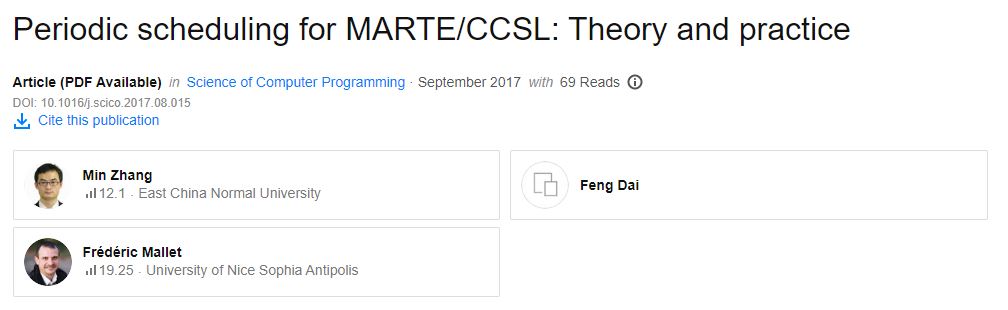 Periodic scheduling for MARTE/CCSL: Theory and practice
Article (PDF Available) in Science of Computer Programming · September 2017 with 69 Reads
DOI: 10.1016/j.scico.2017.08.015
Cite this publication
Min Zhang
12.1 · East China Normal University
Feng Dai
Frédéric Mallet
19.25 · University of Nice Sophia Antipolis